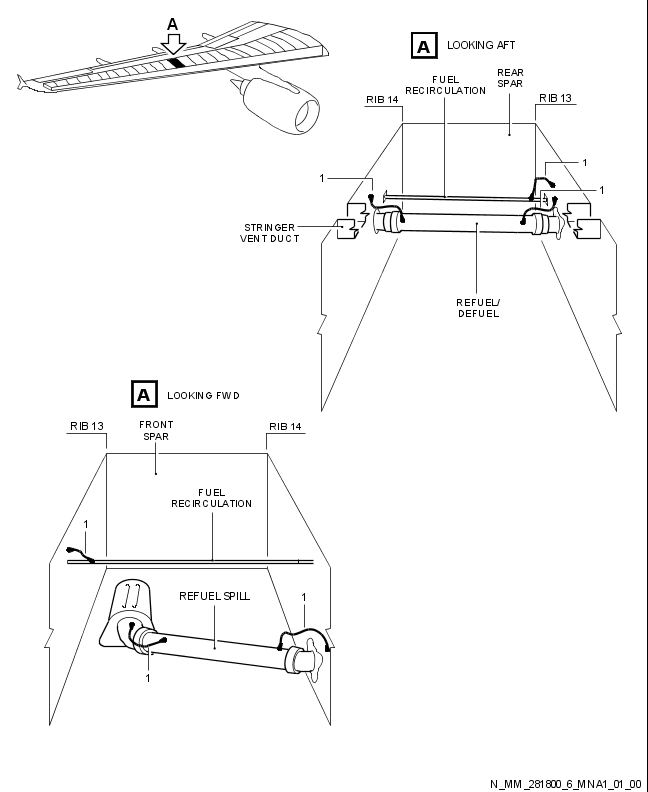 A
A LOOKING AFT
FUEL
RECIRCULATION
REAR
SPAR
RIB 14
RIB 13
1
1
1
STRINGER
VENT DUCT
REFUEL/
DEFUEL
A LOOKING FWD
RIB 13
FRONT
SPAR
RIB 14
FUEL
RECIRCULATION
1
REFUEL SPILL
1
1
N_MM_281800_6_MNA1_01_00